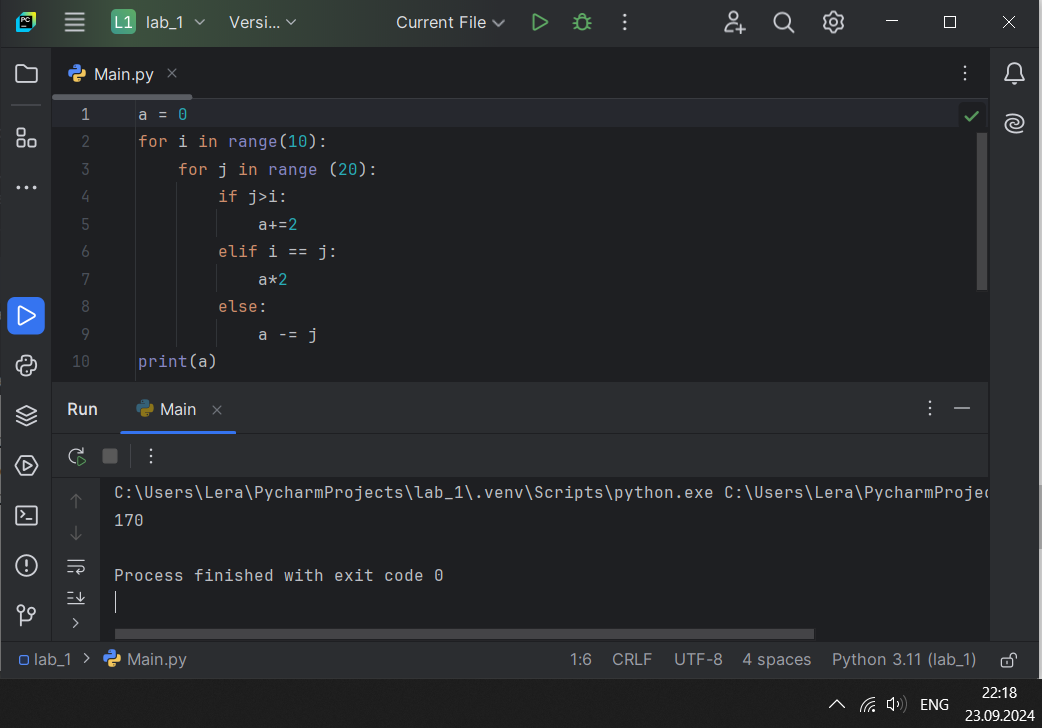 L1 lab_1 Versi... Current File
Main.py
1 a = 0
2 for i in range(10):
3     for j in range (20):
4         if j>i:
5             a+=2
6         elif i == j:
7             a*2
8         else:
9             a -= j
10 print(a)
Run Main
C:\Users\Lera\PycharmProjects\lab_1\.venv\Scripts\python.exe C:\Users\Lera\PycharmProjec
170
Process finished with exit code 0
lab_1 > Main.py 1:6 CRLF UTF-8 4 spaces Python 3.11 (lab_1)
ENG 22:18
23.09.2024